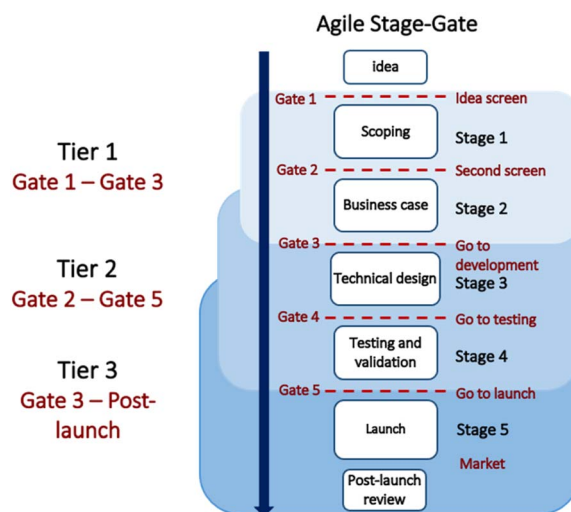 Agile Stage-Gate
idea
Gate 1
Idea screen
Scoping
Stage 1
Tier 1
Gate 1 – Gate 3
Gate 2
Second screen
Business case
Stage 2
Gate 3
Go to
development
Tier 2
Gate 2 – Gate 5
Technical design
Stage 3
Gate 4
Go to testing
Testing and
validation
Stage 4
Tier 3
Gate 3 – Post-
launch
Gate 5
Go to launch
Launch
Stage 5
Market
Post-launch
review